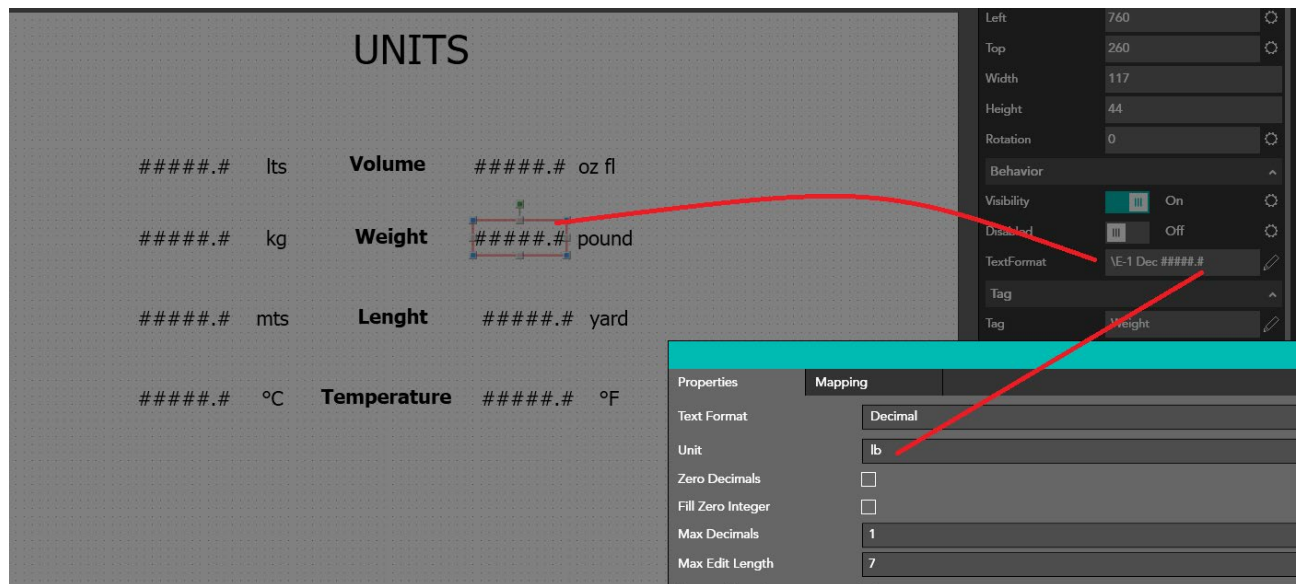 UNITS
#####.# lts Volume #####.# oz fl
#####.# kg Weight #####.# pound
#####.# mts Lenght #####.# yard
#####.# °C Temperature #####.# °F
Left 760
Top 260
Width 117
Height 44
Rotation 0
Behavior
Visibility On
Disabled Off
TextFormat \E-1 Dec #####.#
Tag
Tag Weight
Properties Mapping
Text Format Decimal
Unit lb
Zero Decimals
Fill Zero Integer
Max Decimals 1
Max Edit Length 7